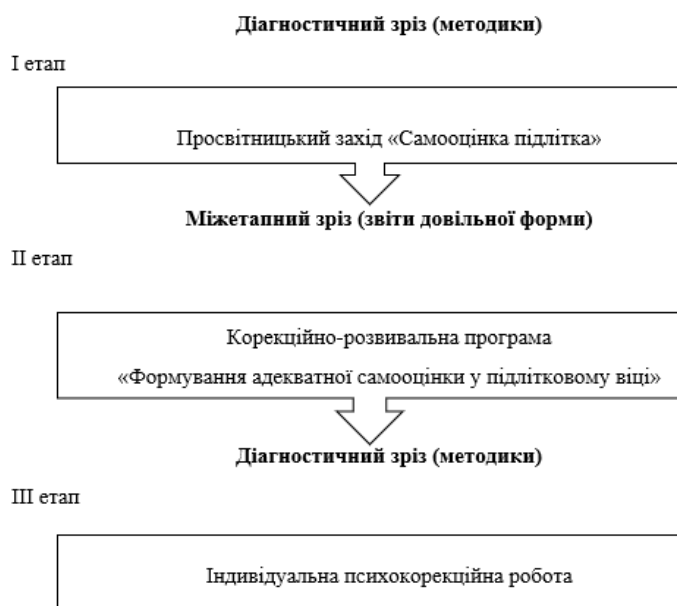 Діагностичний зріз (методики)
І етап
Просвітницький захід «Самооцінка підлітка»
Міжетапний зріз (звіти довільної форми)
ІІ етап
Корекційно-розвивальна програма
«Формування адекватної самооцінки у підлітковому віці»
Діагностичний зріз (методики)
ІІІ етап
Індивідуальна психокорекційна робота